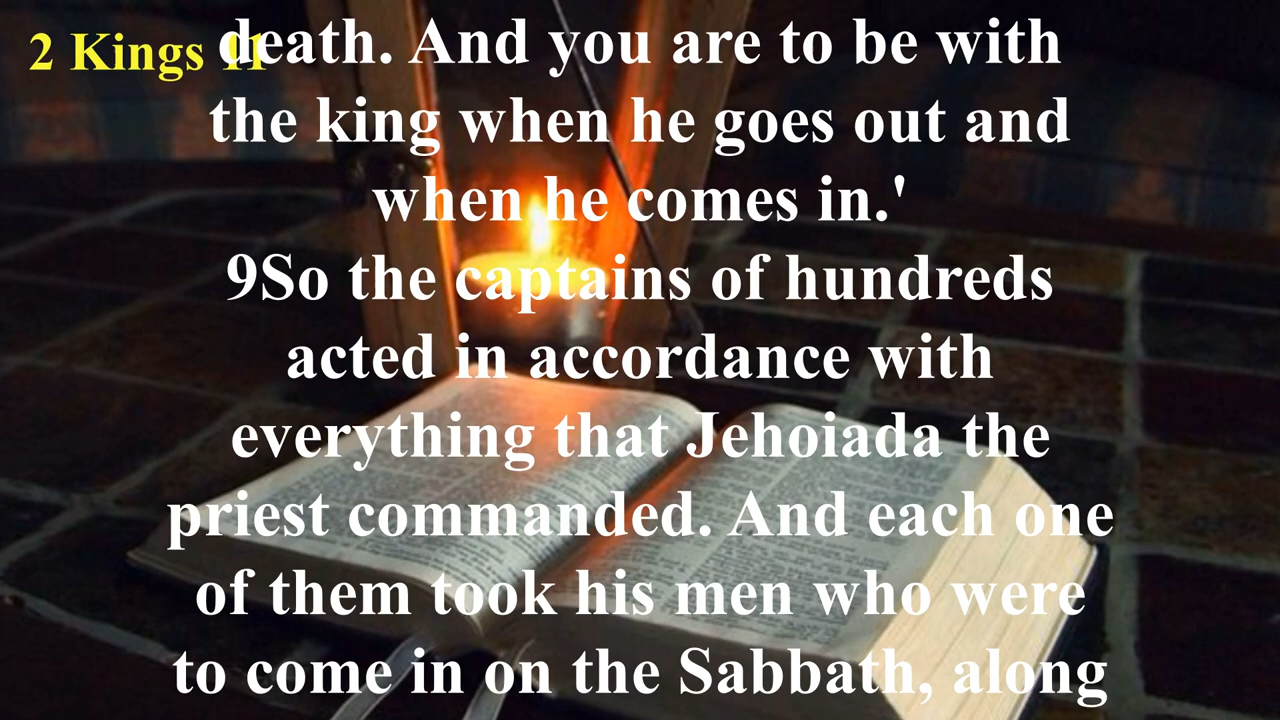 2 Kings 11
death. And you are to be with
the king when he goes out and
when he comes in.'
9So the captains of hundreds
acted in accordance with
everything that Jehoiada the
priest commanded. And each one
of them took his men who were
to come in on the Sabbath, along